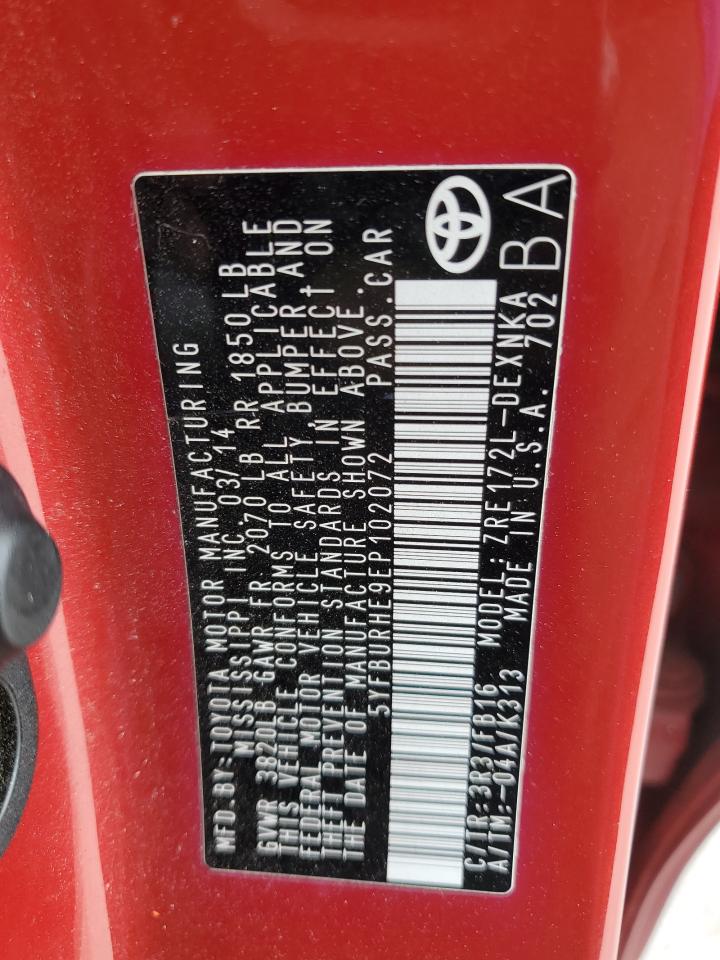 MFD.BY:TOYOTA MOTOR MANUFACTURING
MISSISSIPPI INC. 03/14
GVWR 3820LB GAWR FR 2070 LB RR 1850 LB
THIS VEHICLE CONFORMS TO ALL APPLICABLE
FEDERAL MOTOR VEHICLE SAFETY,BUMPER AND
THEFT PREVENTION STANDARDS IN EFFECT ON
THE DATE OF MANUFACTURE SHOWN ABOVE.
5YFBURHE9EP102072 PASS.CAR
C/TR:3R3/FB16 MODEL:ZRE172L-DEXNKA
A/TM:-04A/K313 MADE IN U.S.A. 702
BA